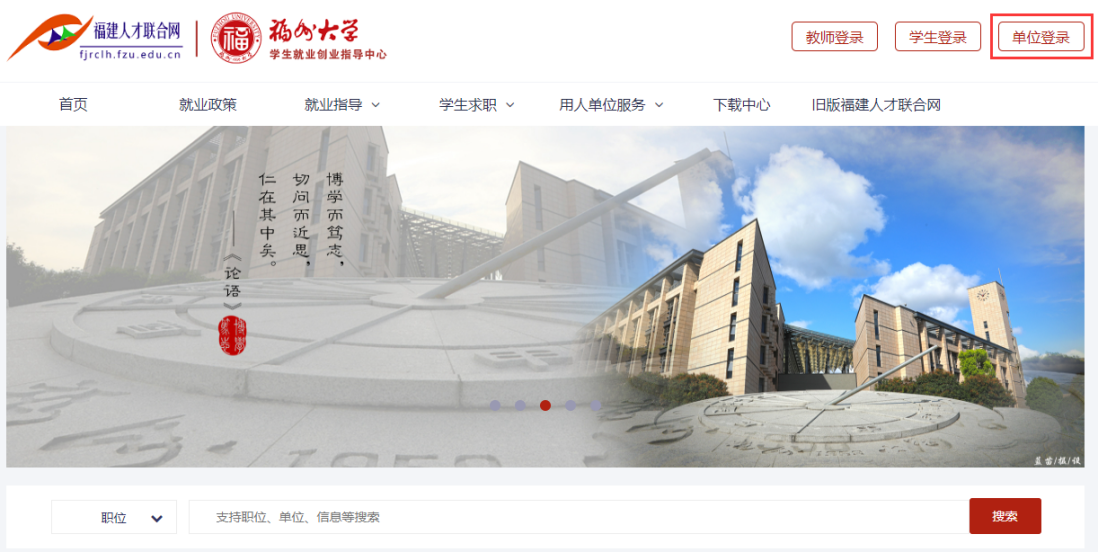 福建人才联合网
fjrclh.fzu.edu.cn
福州大学
学生就业创业指导中心
教师登录
学生登录
单位登录
首页
就业政策
就业指导
学生求职
用人单位服务
下载中心
旧版福建人才联合网
博学而笃志，
切问而近思，
仁在其中矣。
——《论语》
职位
支持职位、单位、信息等搜索
搜索